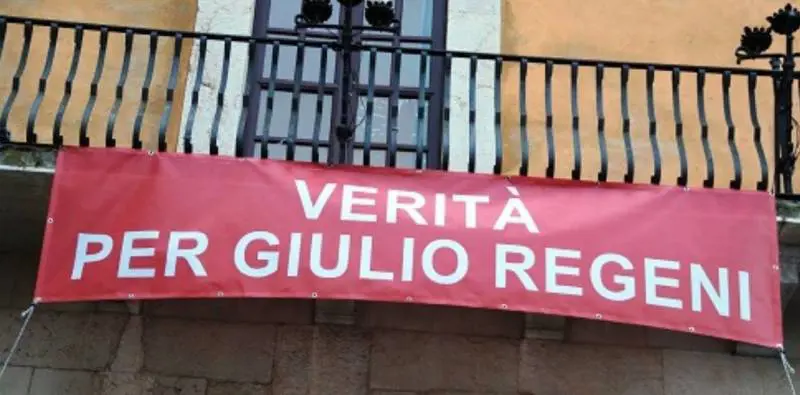 VERITÀ
PER GIULIO REGENI